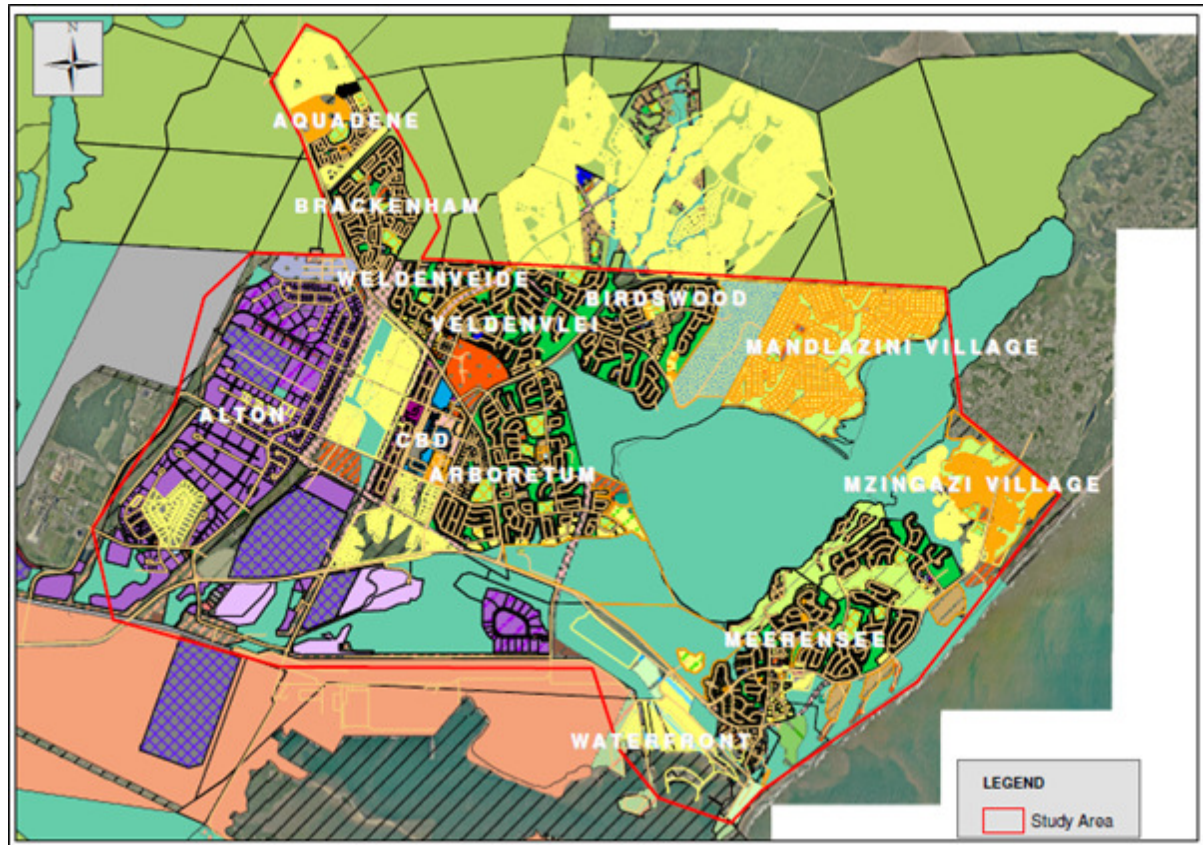 AQUADENE
BRACKENHAM
WELDENVEIDE
BIRDSWOOD
VELDENVLEI
MANDLAZINI VILLAGE
ALTON
CBD
ARBORETUM
MZINGAZI VILLAGE
MEERENSEE
WATERFRONT
LEGEND
Study Area